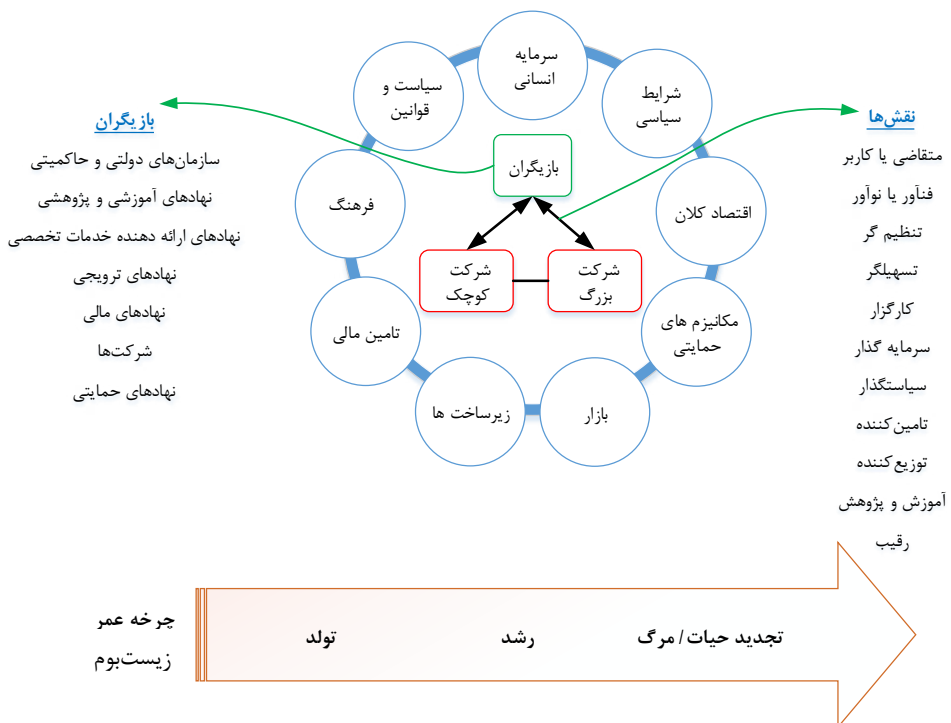 سرمایه
انسانی
شرایط
سیاسی
اقتصاد کلان
مکانیزم های
حمایتی
بازار
زیرساخت ها
تامین مالی
فرهنگ
سیاست و
قوانین
بازیگران
شرکت
بزرگ
شرکت
کوچک
نقش‌ها
متقاضی یا کاربر
فنآور یا نوآور
تنظیم گر
تسهیلگر
کارگزار
سرمایه گذار
سیاستگذار
تامین‌کننده
توزیع‌کننده
آموزش و پژوهش
رقیب
بازیگران
سازمان‌های دولتی و حاکمیتی
نهادهای آموزشی و پژوهشی
نهادهای ارائه دهنده خدمات تخصصی
نهادهای ترویجی
نهادهای مالی
شرکت‌ها
نهادهای حمایتی
چرخه عمر
زیست‌بوم
تولد
رشد
تجدید حیات / مرگ